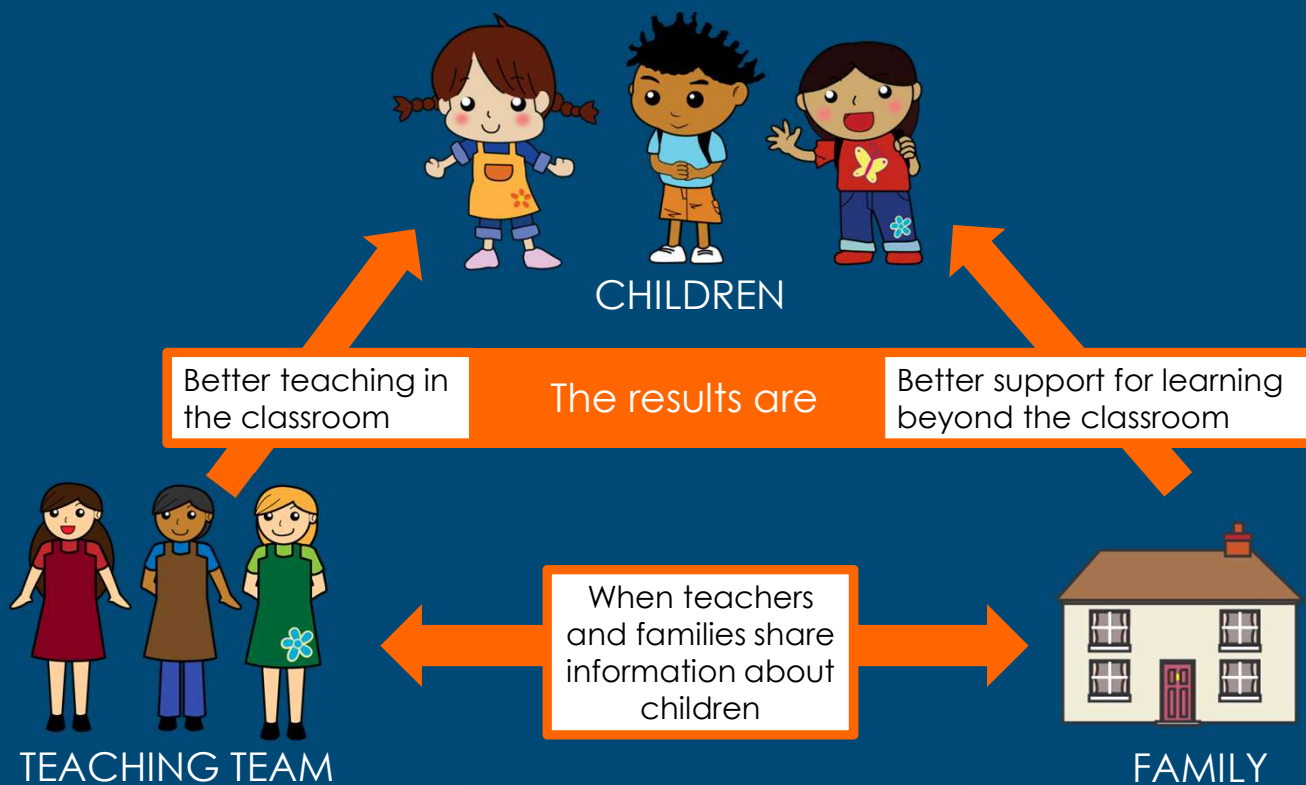 CHILDREN
Better teaching in
the classroom
The results are
Better support for learning
beyond the classroom
When teachers
and families share
information about
children
TEACHING TEAM
FAMILY